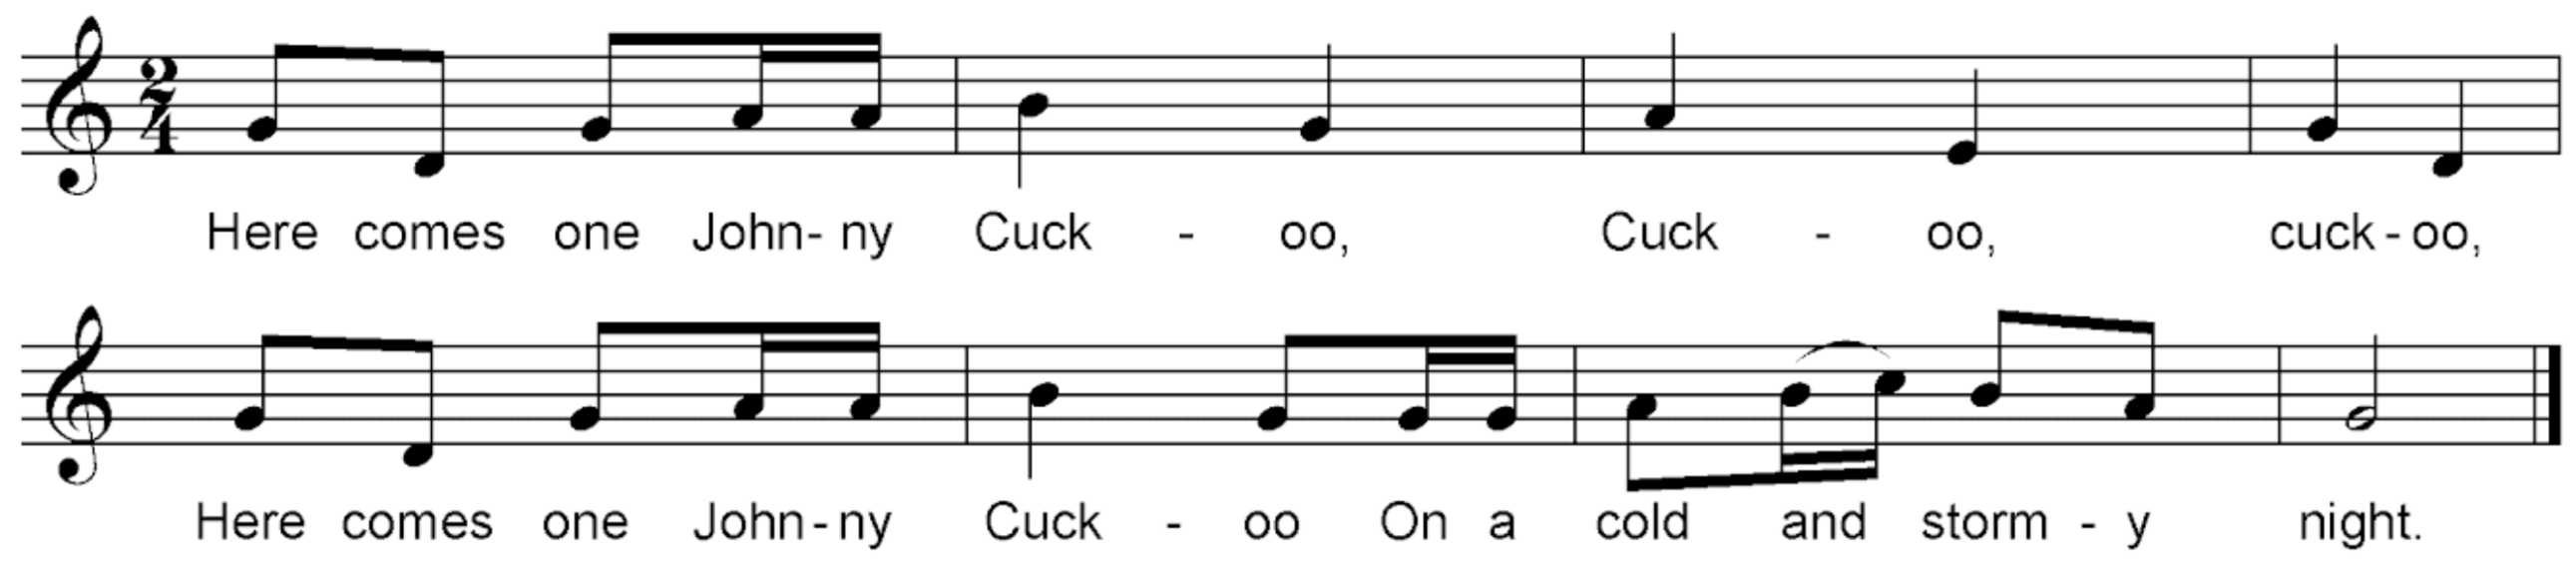 2
4
Here comes one John- ny Cuck - oo, Cuck - oo, cuck - oo,
Here comes one John - ny Cuck - oo On a cold and storm - y night.